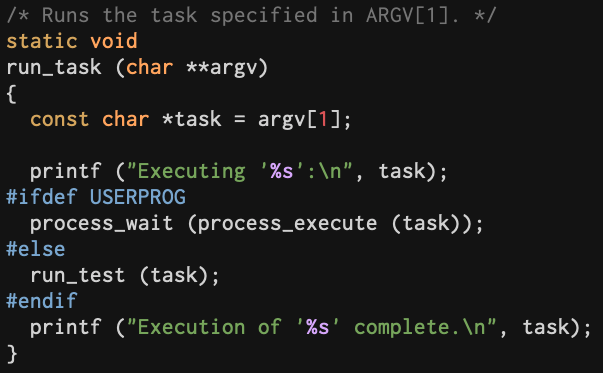 /* Runs the task specified in ARGV[1]. */
static void
run_task (char **argv)
{
  const char *task = argv[1];

  printf ("Executing '%s':\n", task);
#ifdef USERPROG
  process_wait (process_execute (task));
#else
  run_test (task);
#endif
  printf ("Execution of '%s' complete.\n", task);
}